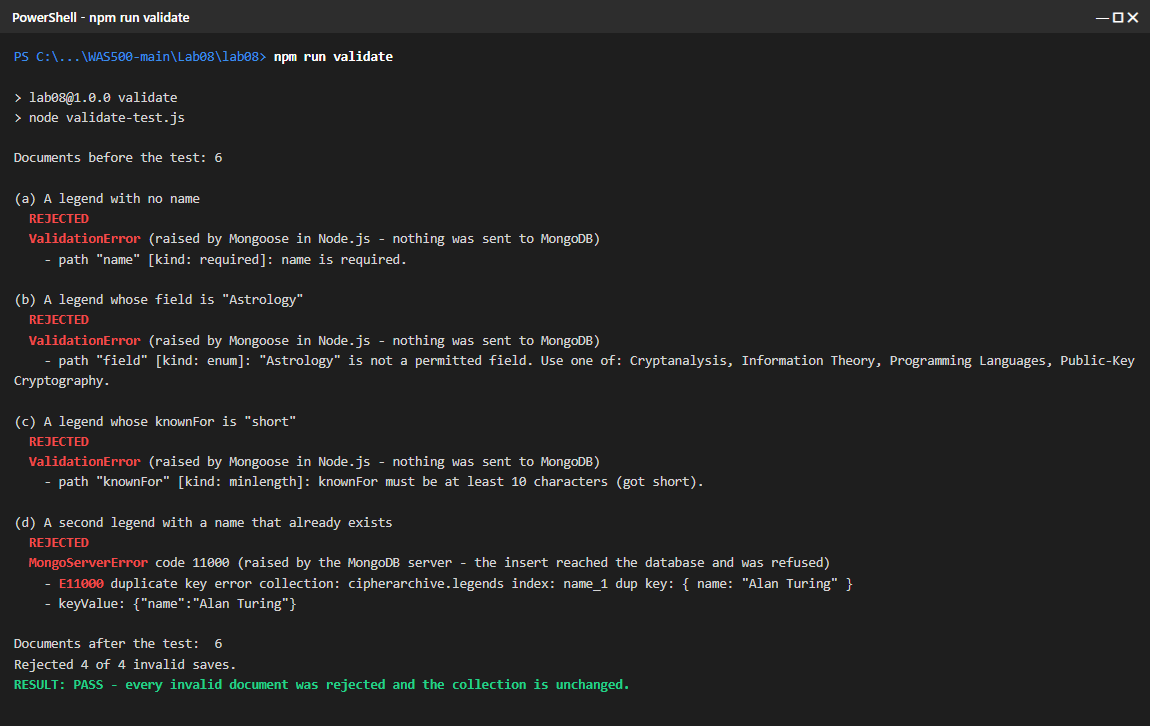 PowerShell - npm run validate
PS C:\...\WAS500-main\Lab08\lab08> npm run validate
> lab08@1.0.0 validate
> node validate-test.js
Documents before the test: 6
(a) A legend with no name
REJECTED
ValidationError (raised by Mongoose in Node.js - nothing was sent to MongoDB)
- path "name" [kind: required]: name is required.
(b) A legend whose field is "Astrology"
REJECTED
ValidationError (raised by Mongoose in Node.js - nothing was sent to MongoDB)
- path "field" [kind: enum]: "Astrology" is not a permitted field. Use one of: Cryptanalysis, Information Theory, Programming Languages, Public-Key
Cryptography.
(c) A legend whose knownFor is "short"
REJECTED
ValidationError (raised by Mongoose in Node.js - nothing was sent to MongoDB)
- path "knownFor" [kind: minlength]: knownFor must be at least 10 characters (got short).
(d) A second legend with a name that already exists
REJECTED
MongoServerError code 11000 (raised by the MongoDB server - the insert reached the database and was refused)
- E11000 duplicate key error collection: cipherarchive.legends index: name_1 dup key: { name: "Alan Turing" }
- keyValue: {"name":"Alan Turing"}
Documents after the test:  6
Rejected 4 of 4 invalid saves.
RESULT: PASS - every invalid document was rejected and the collection is unchanged.